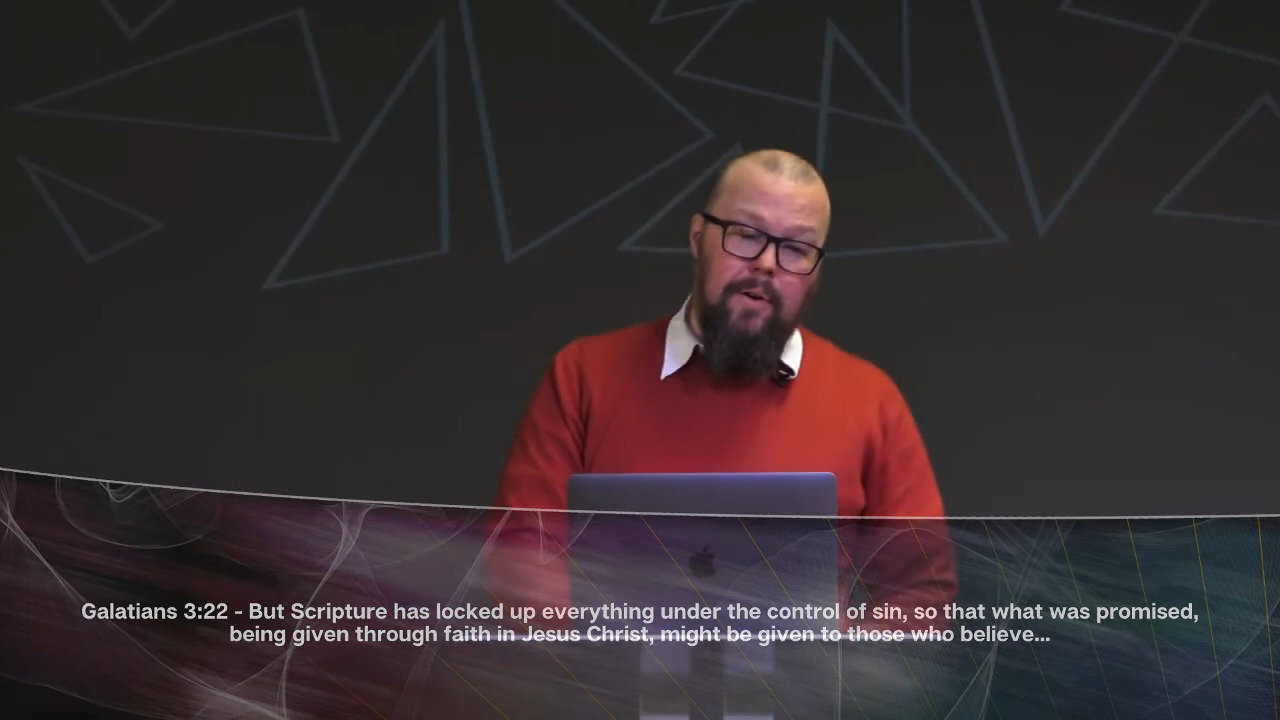 Galatians 3:22 - But Scripture has locked up everything under the control of sin, so that what was promised,
being given through faith in Jesus Christ, might be given to those who believe...